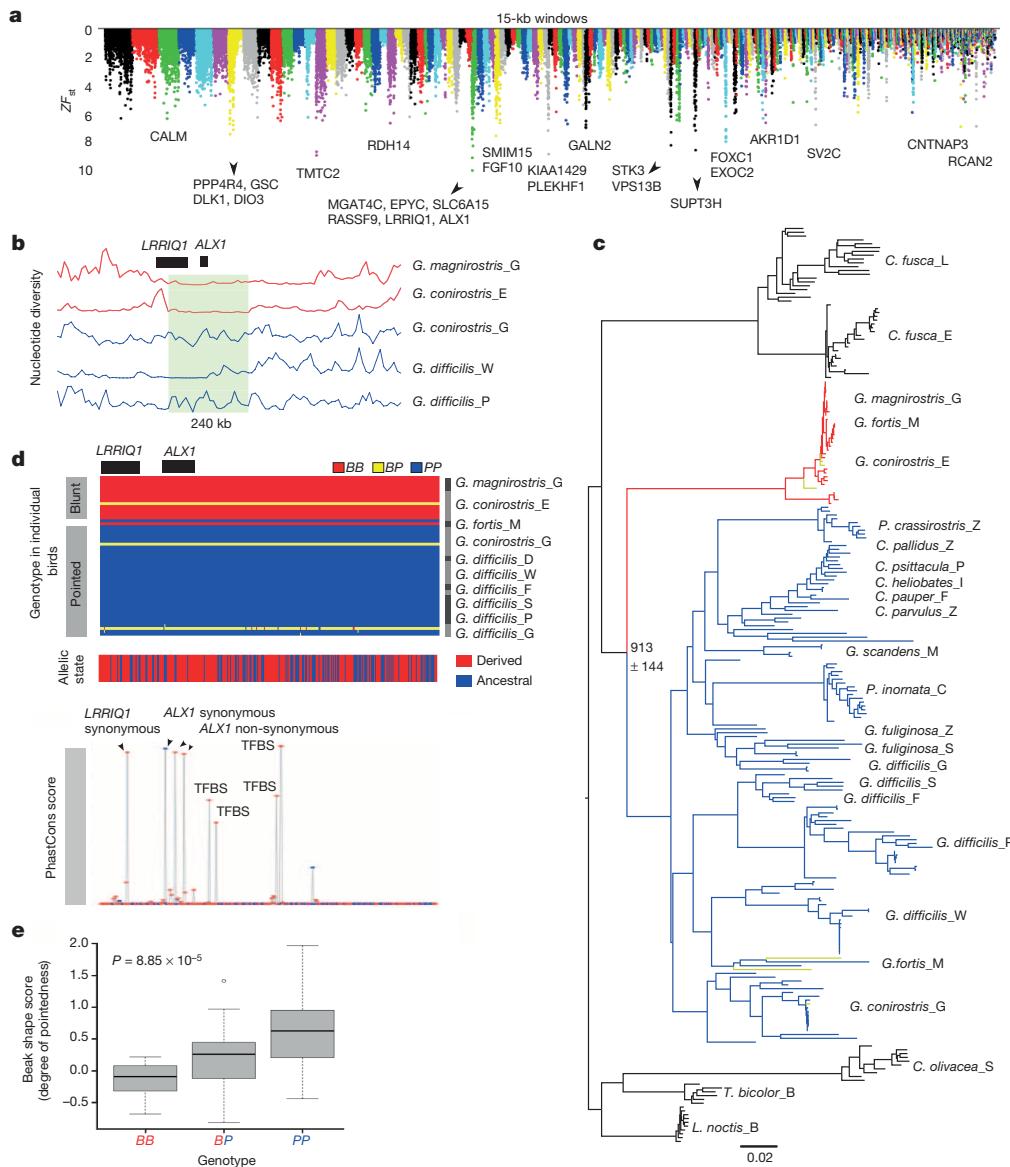 a
15-kb windows
0
2
4
6
8
10
ZFst
CALM
PPP4R4, GSC
DLK1, DIO3
TMTC2
RDH14
MGAT4C, EPYC, SLC6A15
RASSF9, LRRIQ1, ALX1
SMIM15
FGF10
KIAA1429
PLEKHF1
GALN2
STK3
VPS13B
SUPT3H
FOXC1
EXOC2
AKR1D1
SV2C
CNTNAP3
RCAN2
b
LRRIQ1
ALX1
Nucleotide diversity
G. magnirostris_G
G. conirostris_E
G. conirostris_G
G. difficilis_W
G. difficilis_P
240 kb
c
C. fusca_L
C. fusca_E
G. magnirostris_G
G. fortis_M
G. conirostris_E
P. crassirostris_Z
C. pallidus_Z
C. psittacula_P
C. heliobates_I
C. pauper_F
C. parvulus_Z
G. scandens_M
913
± 144
P. inornata_C
G. fuliginosa_Z
G. fuliginosa_S
G. difficilis_G
G. difficilis_S
G. difficilis_F
G. difficilis_P
G. difficilis_W
G.fortis_M
G. conirostris_G
C. olivacea_S
T. bicolor_B
L. noctis_B
0.02
d
LRRIQ1
ALX1
BB
BP
PP
Genotype in individual
birds
Blunt
Pointed
G. magnirostris_G
G. conirostris_E
G. fortis_M
G. conirostris_G
G. difficilis_D
G. difficilis_W
G. difficilis_F
G. difficilis_S
G. difficilis_P
G. difficilis_G
Allelic
state
Derived
Ancestral
LRRIQ1
synonymous
ALX1 synonymous
ALX1 non-synonymous
TFBS
TFBS
TFBS
TFBS
PhastCons score
e
P = 8.85 × 10–5
Beak shape score
(degree of pointedness)
2.0
1.5
1.0
0.5
0.0
–0.5
BB
BP
PP
Genotype